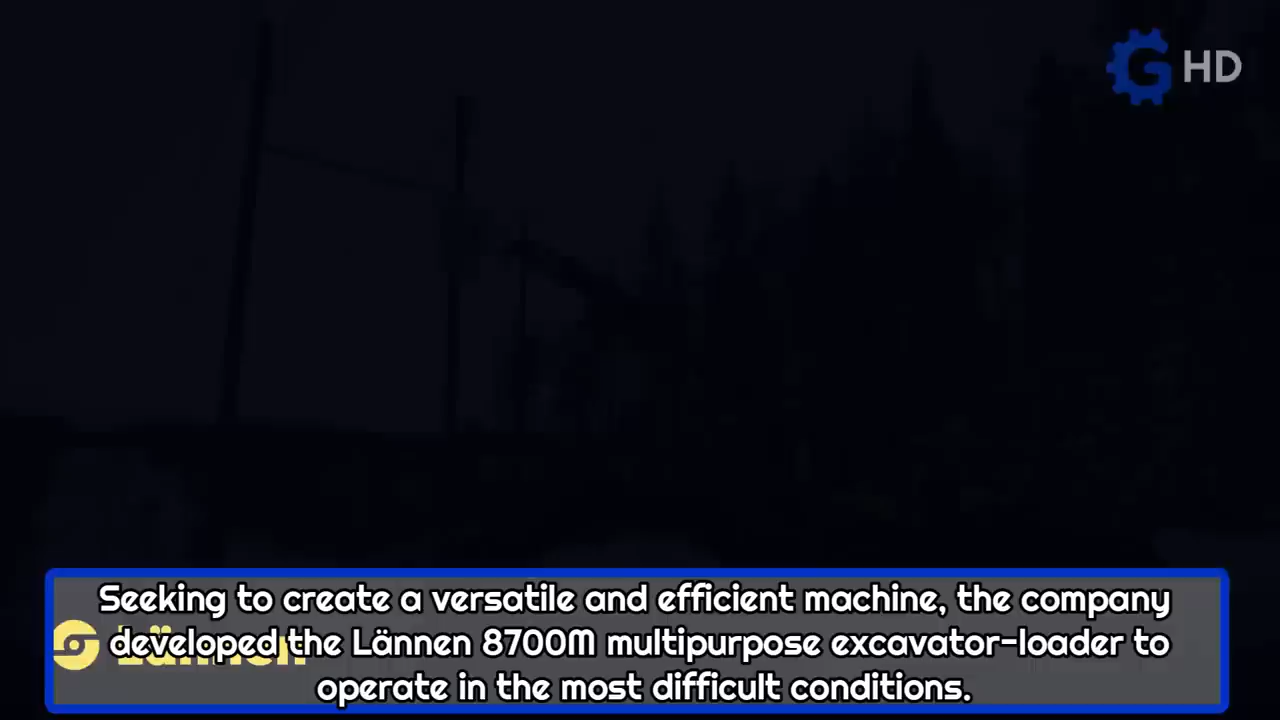 HD
Seeking to create a versatile and efficient machine, the company
developed the Lännen 8700M multipurpose excavator-loader to
operate in the most difficult conditions.
Lännen